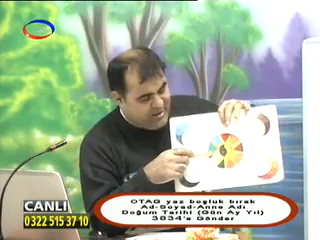 CANLI
0322 515 37 10
OTAG yaz boşluk bırak
Ad-Soyad-Anne Adı
Doğum Tarihi (Gün Ay Yıl)
3834'e Gönder